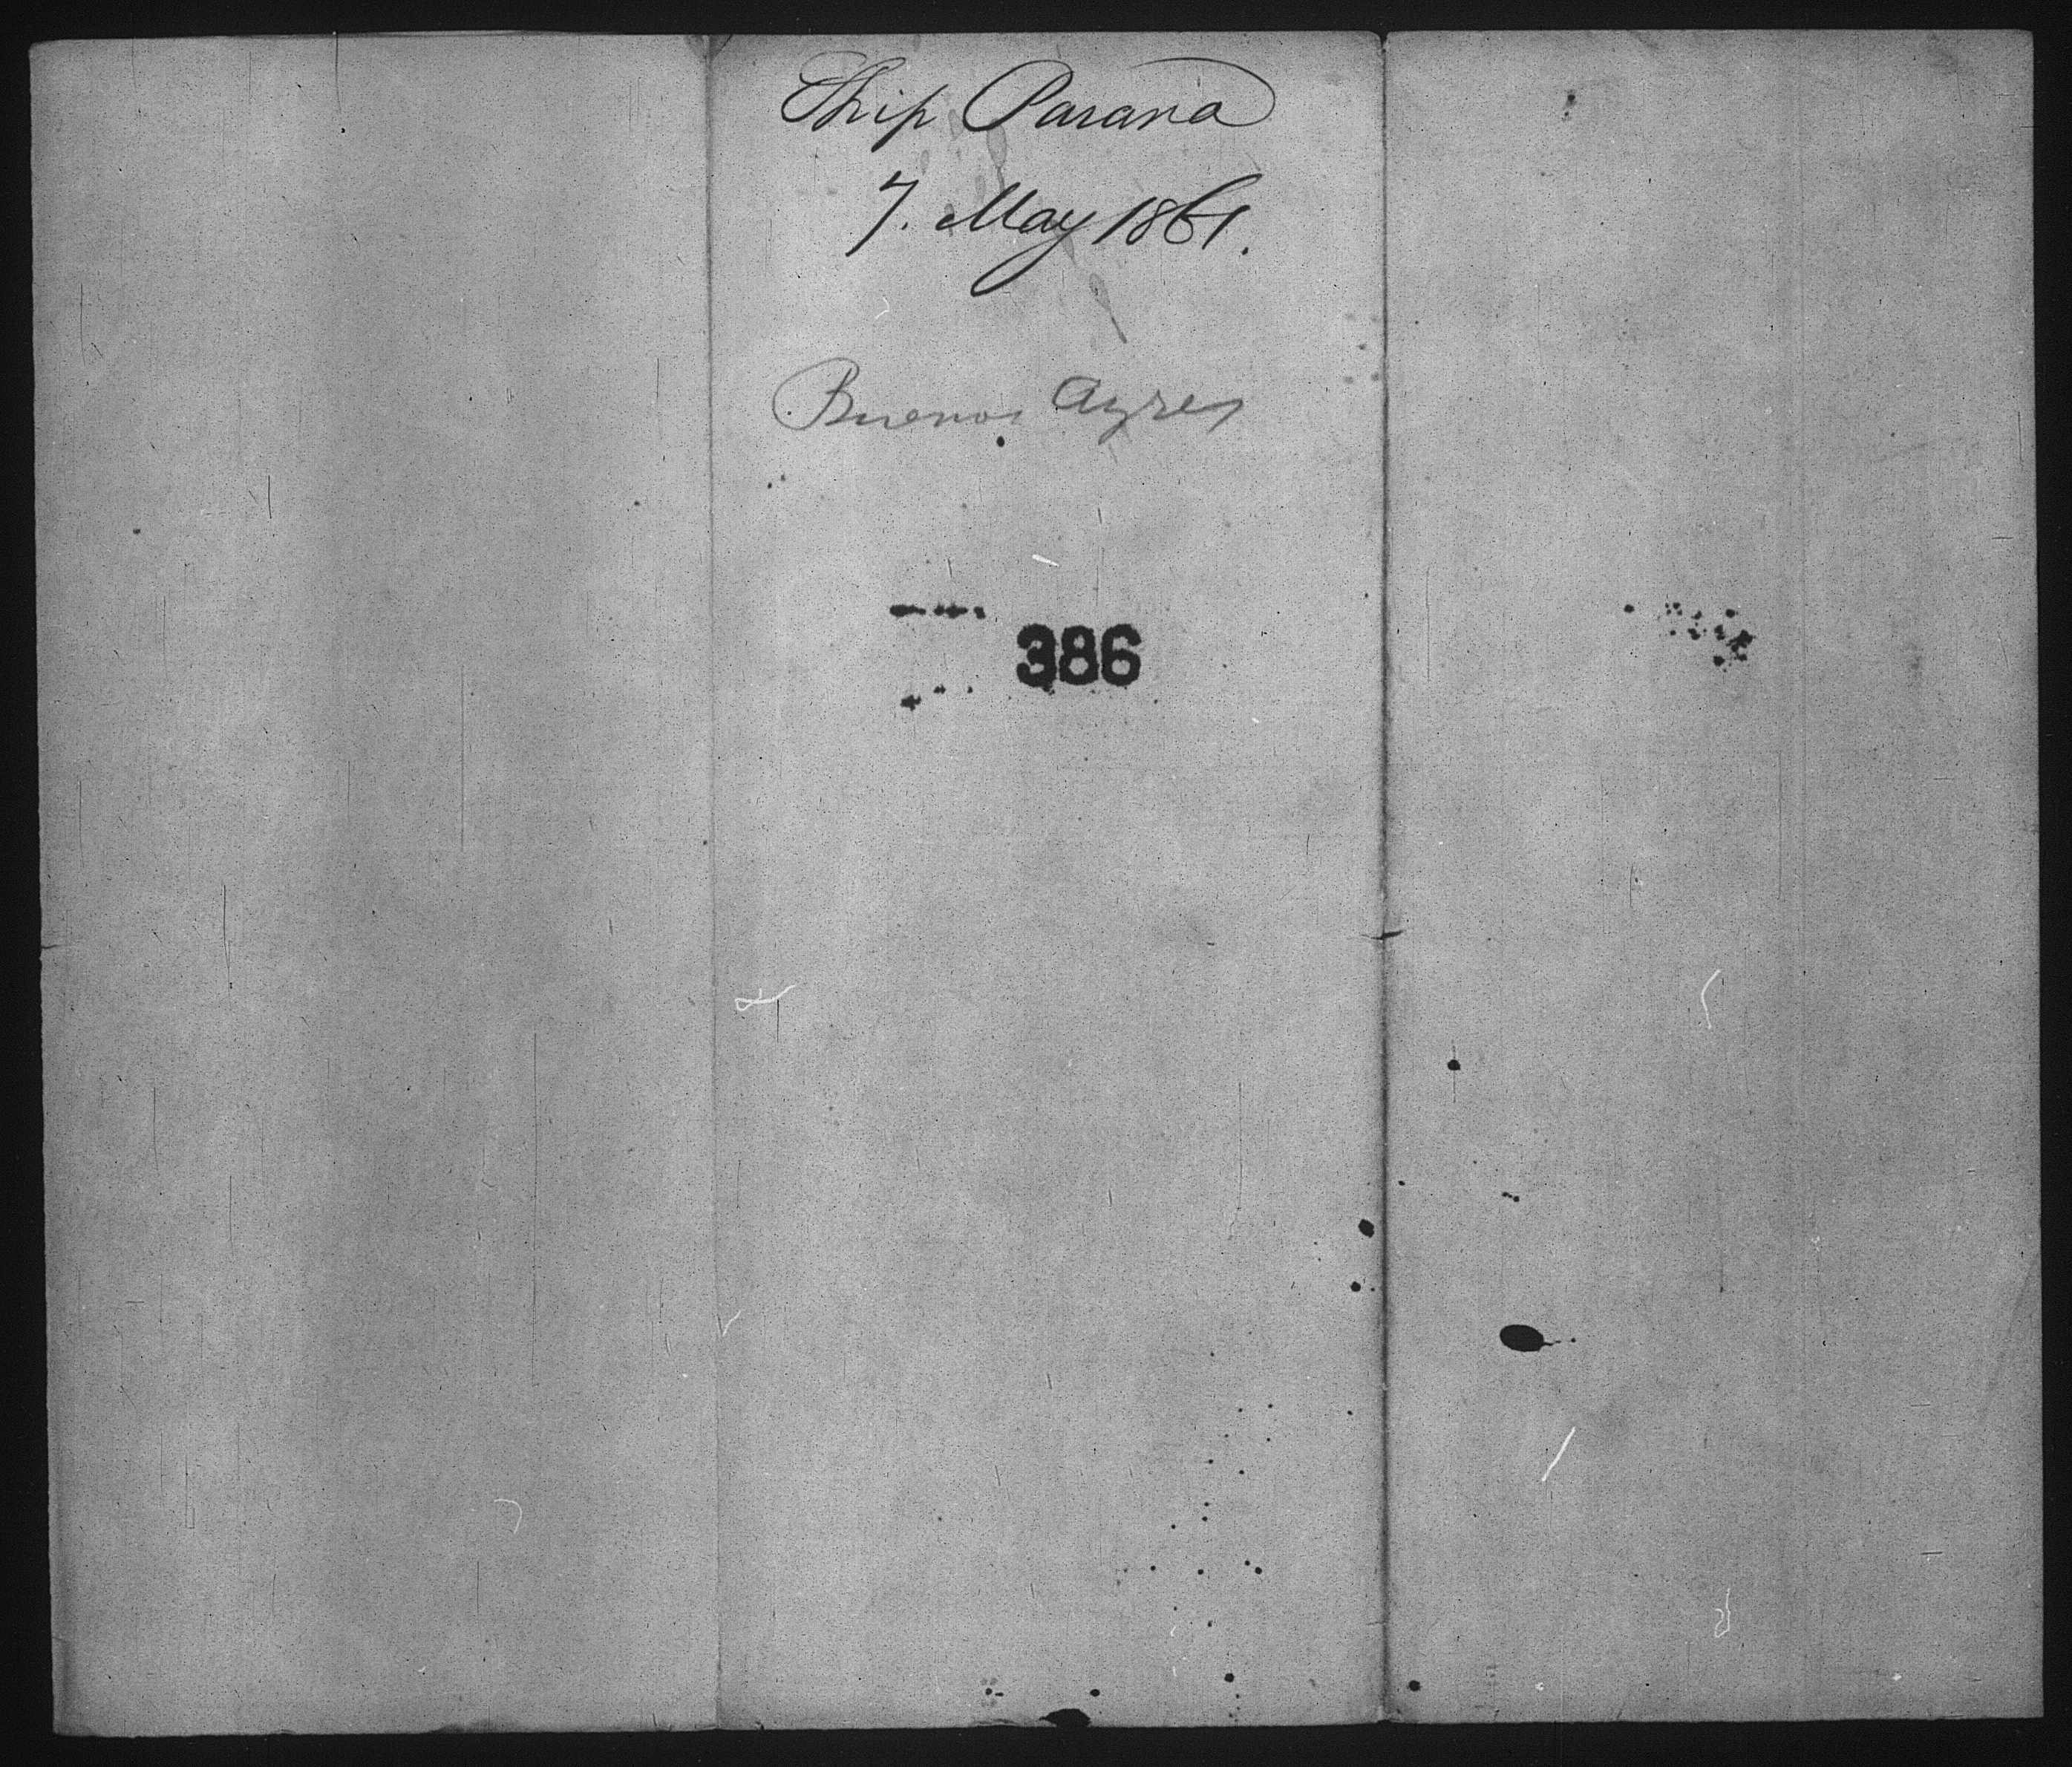 Ship Parana
7. May 1861.
Buenos Ayres
386